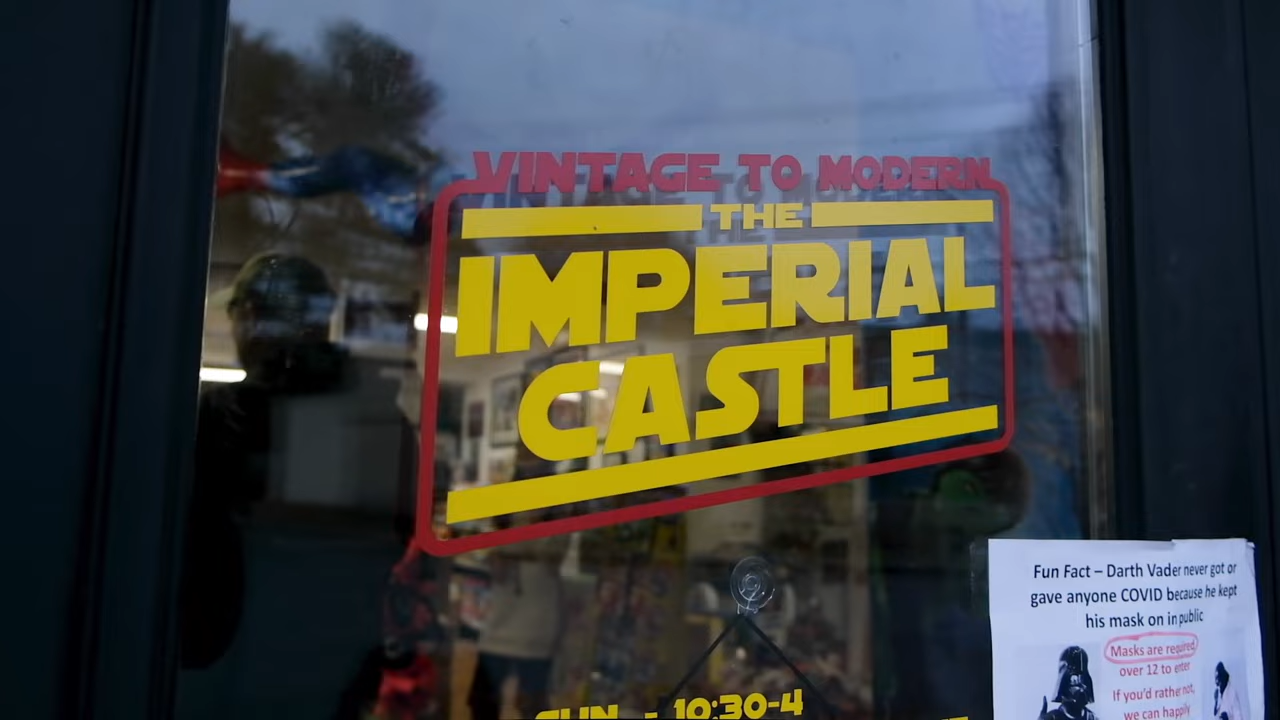 VINTAGE TO MODERN
THE
IMPERIAL
CASTLE
SUN - 10:30-4
Fun Fact – Darth Vader never got or
gave anyone COVID because he kept
his mask on in public
Masks are required
over 12 to enter
If you'd rather not,
we can happily